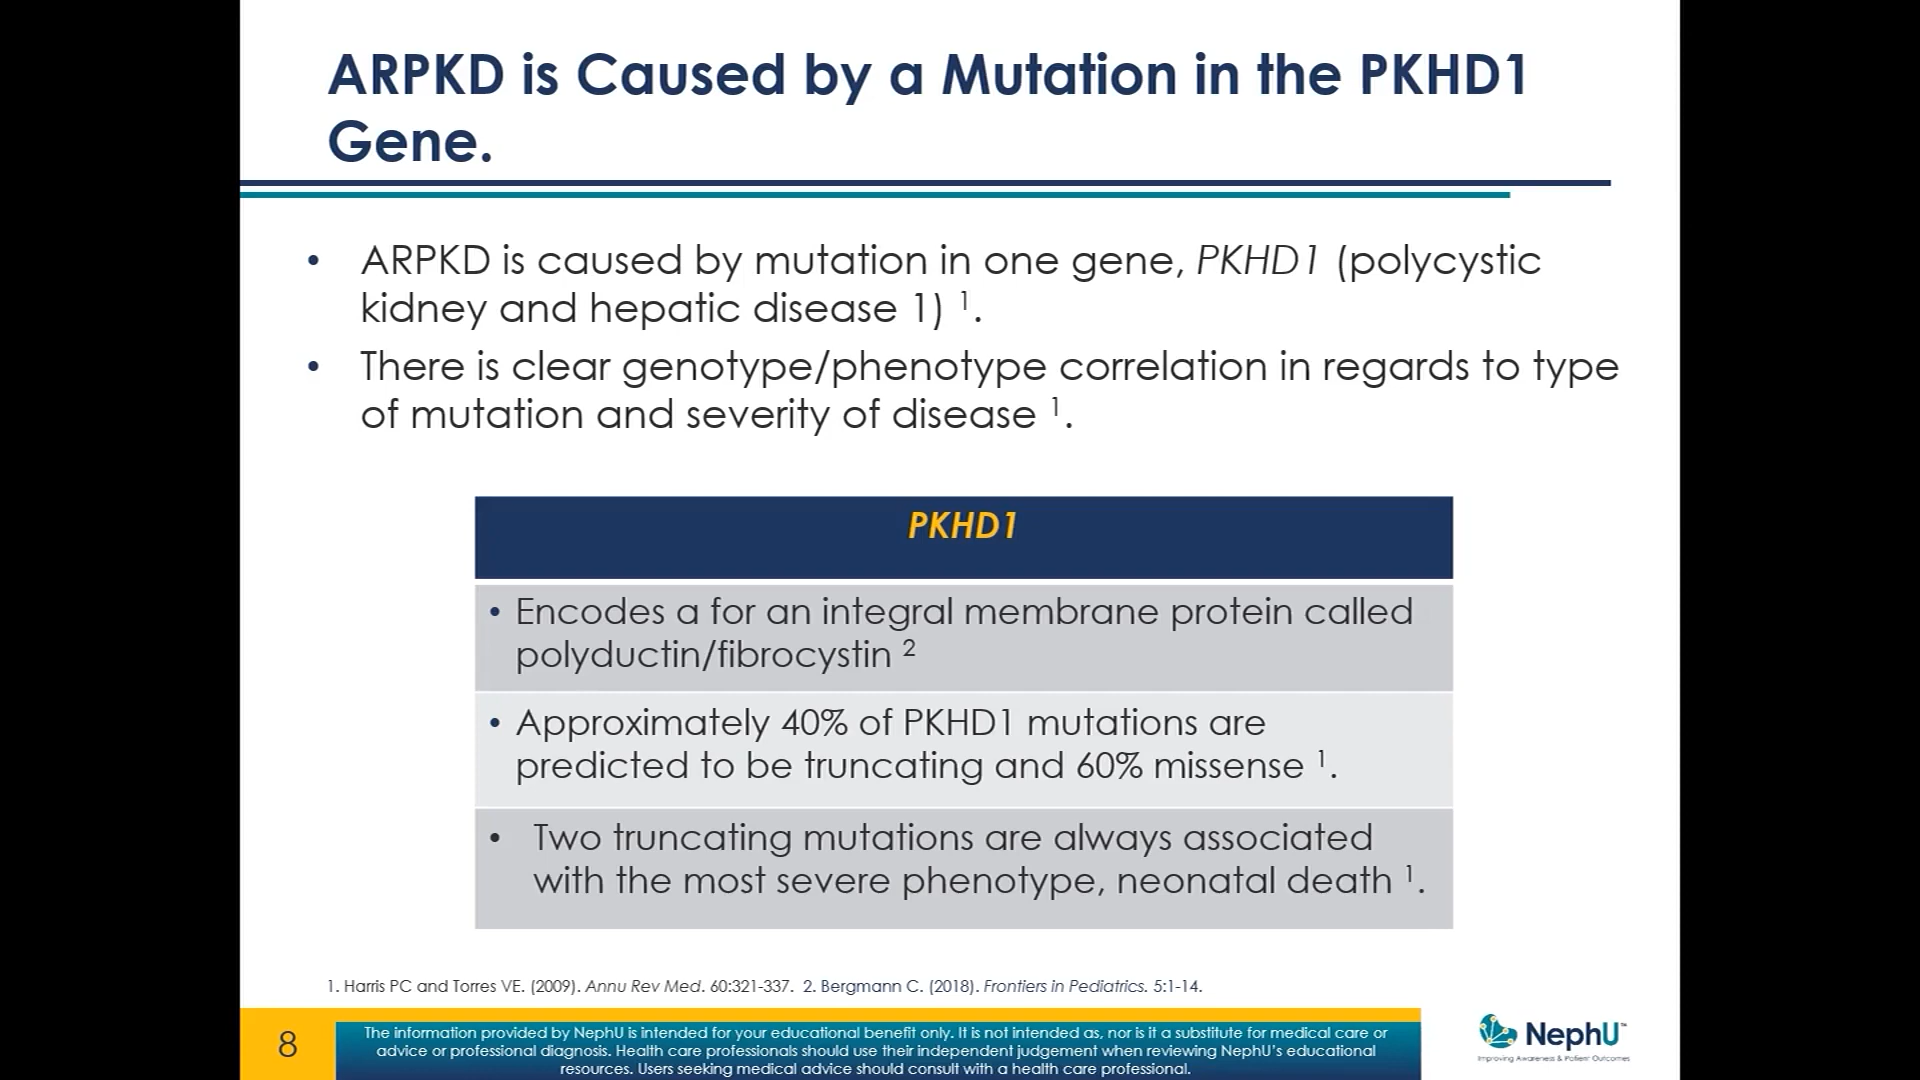 ARPKD is Caused by a Mutation in the PKHD1
Gene.
• ARPKD is caused by mutation in one gene, PKHD1 (polycystic
kidney and hepatic disease 1) 1.
• There is clear genotype/phenotype correlation in regards to type
of mutation and severity of disease 1.
PKHD1
• Encodes a for an integral membrane protein called
polyductin/fibrocystin 2
• Approximately 40% of PKHD1 mutations are
predicted to be truncating and 60% missense 1.
• Two truncating mutations are always associated
with the most severe phenotype, neonatal death 1.
1. Harris PC and Torres VE. (2009). Annu Rev Med. 60:321-337. 2. Bergmann C. (2018). Frontiers in Pediatrics. 5:1-14.
8
The information provided by NephU is intended for your educational benefit only. It is not intended as, nor is it a substitute for medical care or
advice or professional diagnosis. Health care professionals should use their independent judgement when reviewing NephU's educational
resources. Users seeking medical advice should consult with a health care professional.
NephU™
Improving Awareness & Patient Outcomes